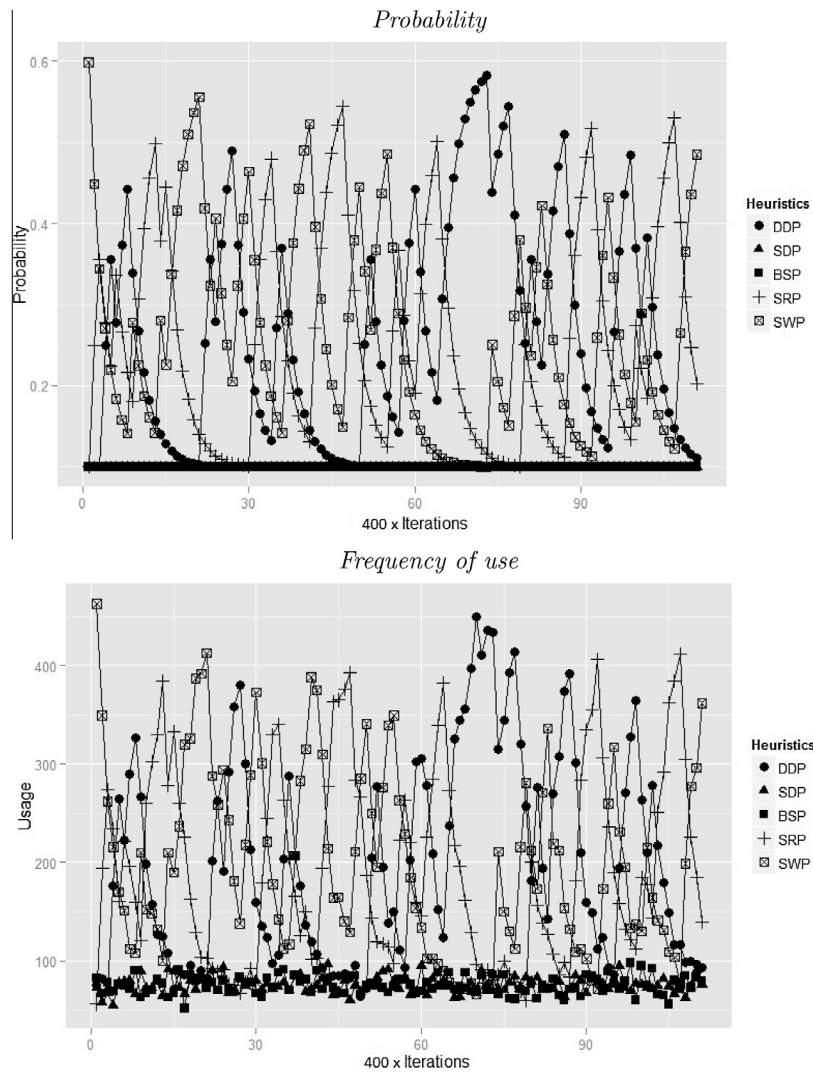 Probability
0.6
0.4
0.2
Probability
0
30
60
90
400 x Iterations
Heuristics
DDP
SDP
BSP
SRP
SWP
Frequency of use
400
300
200
100
Usage
0
30
60
90
400 x Iterations
Heuristics
DDP
SDP
BSP
SRP
SWP